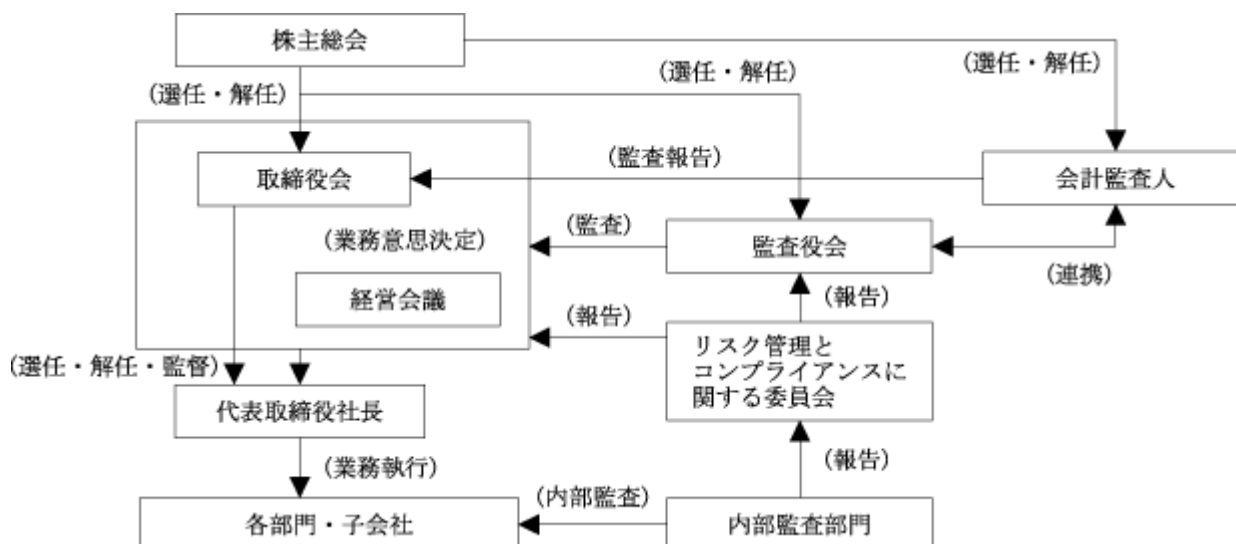 株主総会
(選任・解任)
(選任・解任)
(選任・解任)
取締役会
(監査報告)
会計監査人
(業務意思決定)
(監査)
監査役会
(連携)
経営会議
(報告)
(報告)
リスク管理と
コンプライアンスに
関する委員会
(選任・解任・監督)
代表取締役社長
(業務執行)
(報告)
(内部監査)
各部門・子会社
内部監査部門